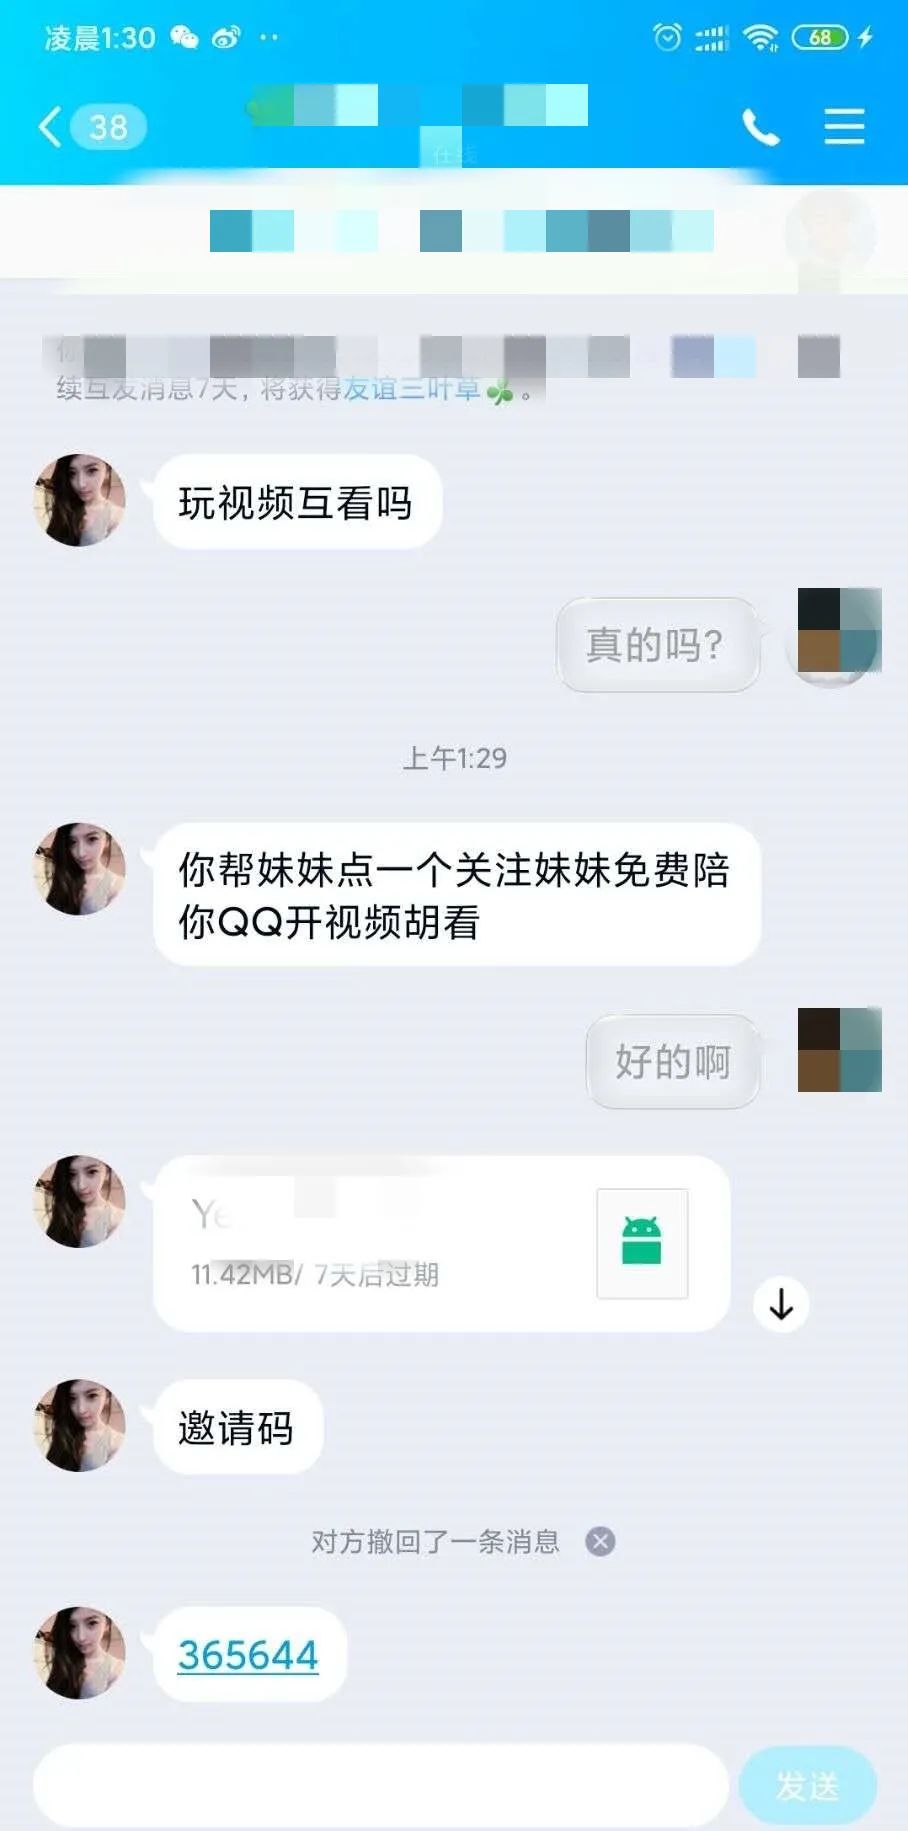 凌晨1:30
68
38
在线
续互发消息7天，将获得友谊三叶草。
玩视频互看吗
真的吗?
上午1:29
你帮妹妹点一个关注妹妹免费陪
你QQ开视频胡看
好的啊
Ye
11.42MB/ 7天后过期
邀请码
对方撤回了一条消息
365644
发送